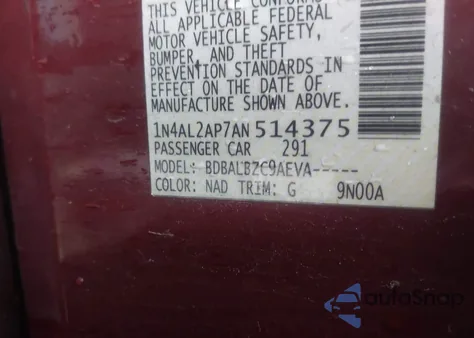 THIS VEHICLE CONFORMS
ALL APPLICABLE FEDERAL
MOTOR VEHICLE SAFETY,
BUMPER, AND THEFT
PREVENTION STANDARDS IN
EFFECT ON THE DATE OF
MANUFACTURE SHOWN ABOVE.
1N4AL2AP7AN514375
PASSENGER CAR 291
MODEL: BDBALBZC9AEVA-----
COLOR: NAD TRIM: G 9N00A
autoSnap